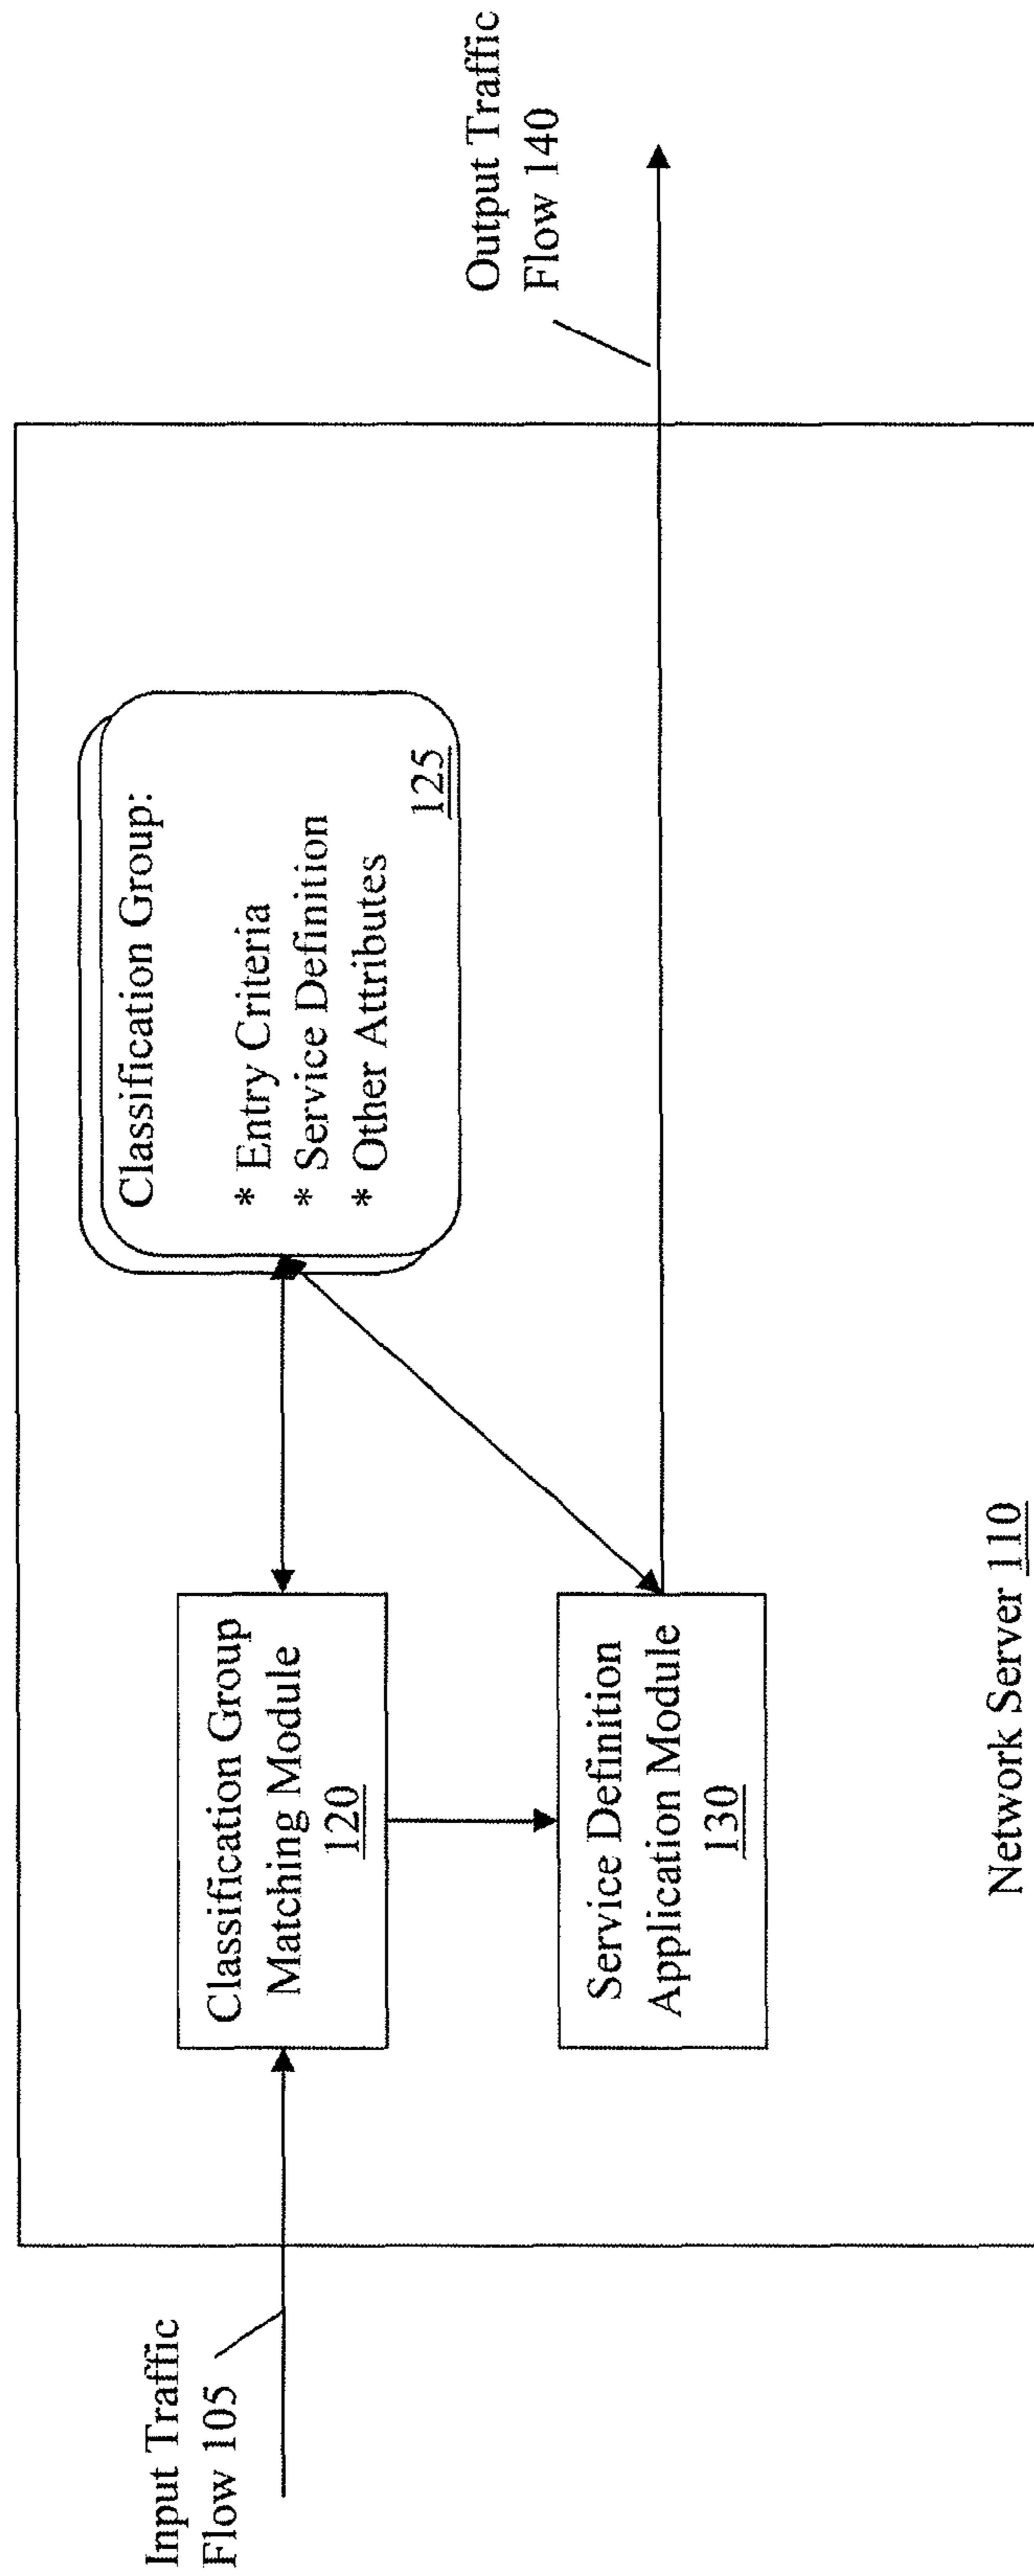 Input Traffic
Flow 105
Classification Group
Matching Module
120
Classification Group:
* Entry Criteria
* Service Definition
* Other Attributes
125
Service Definition
Application Module
130
Output Traffic
Flow 140
Network Server 110